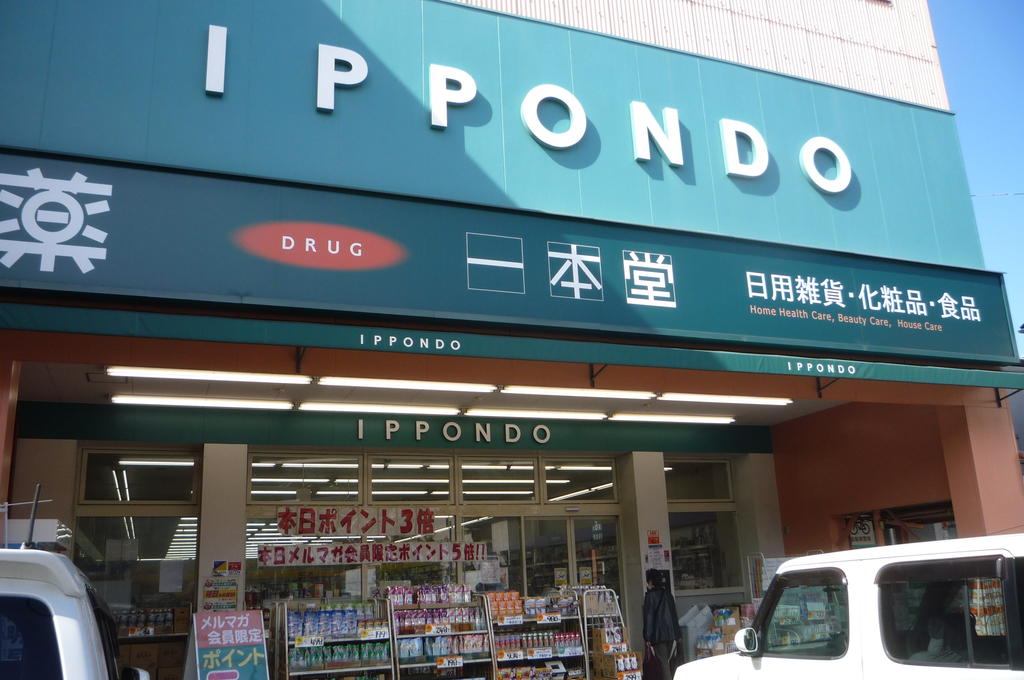 IPPONDO
薬
DRUG
一本堂
日用雑貨・化粧品・食品
Home Health Care, Beauty Care, House Care
IPPONDO
IPPONDO
IPPONDO
本日ポイント3倍
本日メルマガ会員限定ポイント5倍!!
メルマガ
会員限定
ポイント